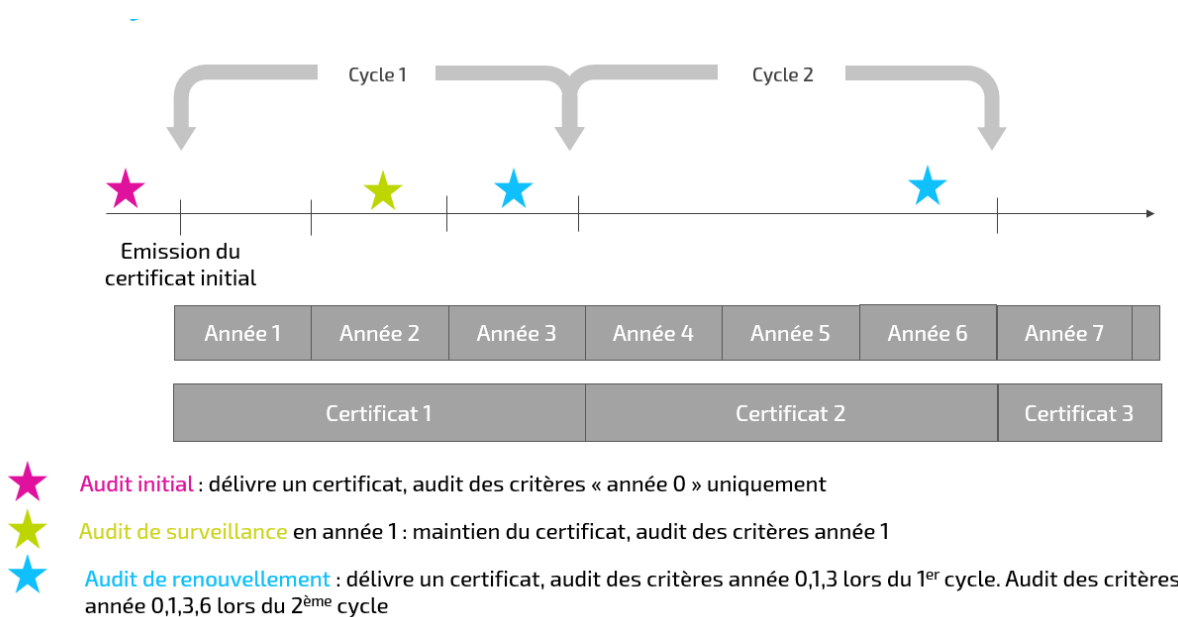 Cycle 1
Cycle 2
Emission du
certificat initial
Année 1
Année 2
Année 3
Année 4
Année 5
Année 6
Année 7
Certificat 1
Certificat 2
Certificat 3
Audit initial : délivre un certificat, audit des critères « année 0 » uniquement
Audit de surveillance en année 1 : maintien du certificat, audit des critères année 1
Audit de renouvellement : délivre un certificat, audit des critères année 0,1,3 lors du 1er cycle. Audit des critères
année 0,1,3,6 lors du 2ème cycle